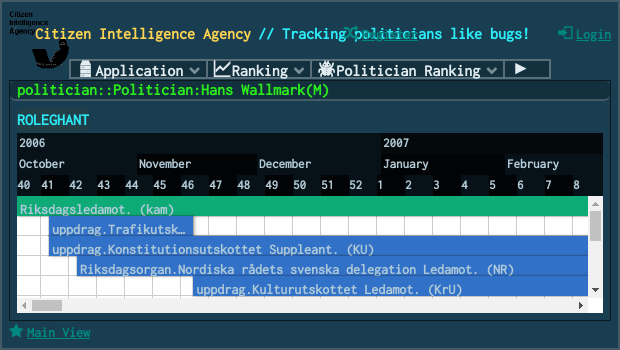 Citizen
Intelligence
Agency
Citizen Intelligence Agency // Tracking politicians like bugs!
Register
Login
Application
Ranking
Politician Ranking
politician::Politician:Hans Wallmark(M)
ROLEGHANT
2006 2007
October November December January February
40 41 42 43 44 45 46 47 48 49 50 51 52 1 2 3 4 5 6 7 8
Riksdagsledamot. (kam)
uppdrag.Trafikutsk…
uppdrag.Konstitutionsutskottet Suppleant. (KU)
Riksdagsorgan.Nordiska rådets svenska delegation Ledamot. (NR)
uppdrag.Kulturutskottet Ledamot. (KrU)
Main View